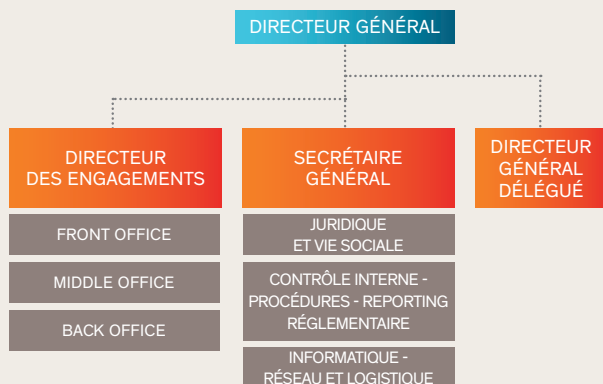 DIRECTEUR GÉNÉRAL
DIRECTEUR
DES ENGAGEMENTS
FRONT OFFICE
MIDDLE OFFICE
BACK OFFICE
SECRÉTAIRE
GÉNÉRAL
JURIDIQUE
ET VIE SOCIALE
CONTRÔLE INTERNE -
PROCÉDURES - REPORTING
RÉGLEMENTAIRE
INFORMATIQUE -
RÉSEAU ET LOGISTIQUE
DIRECTEUR
GÉNÉRAL
DÉLÉGUÉ